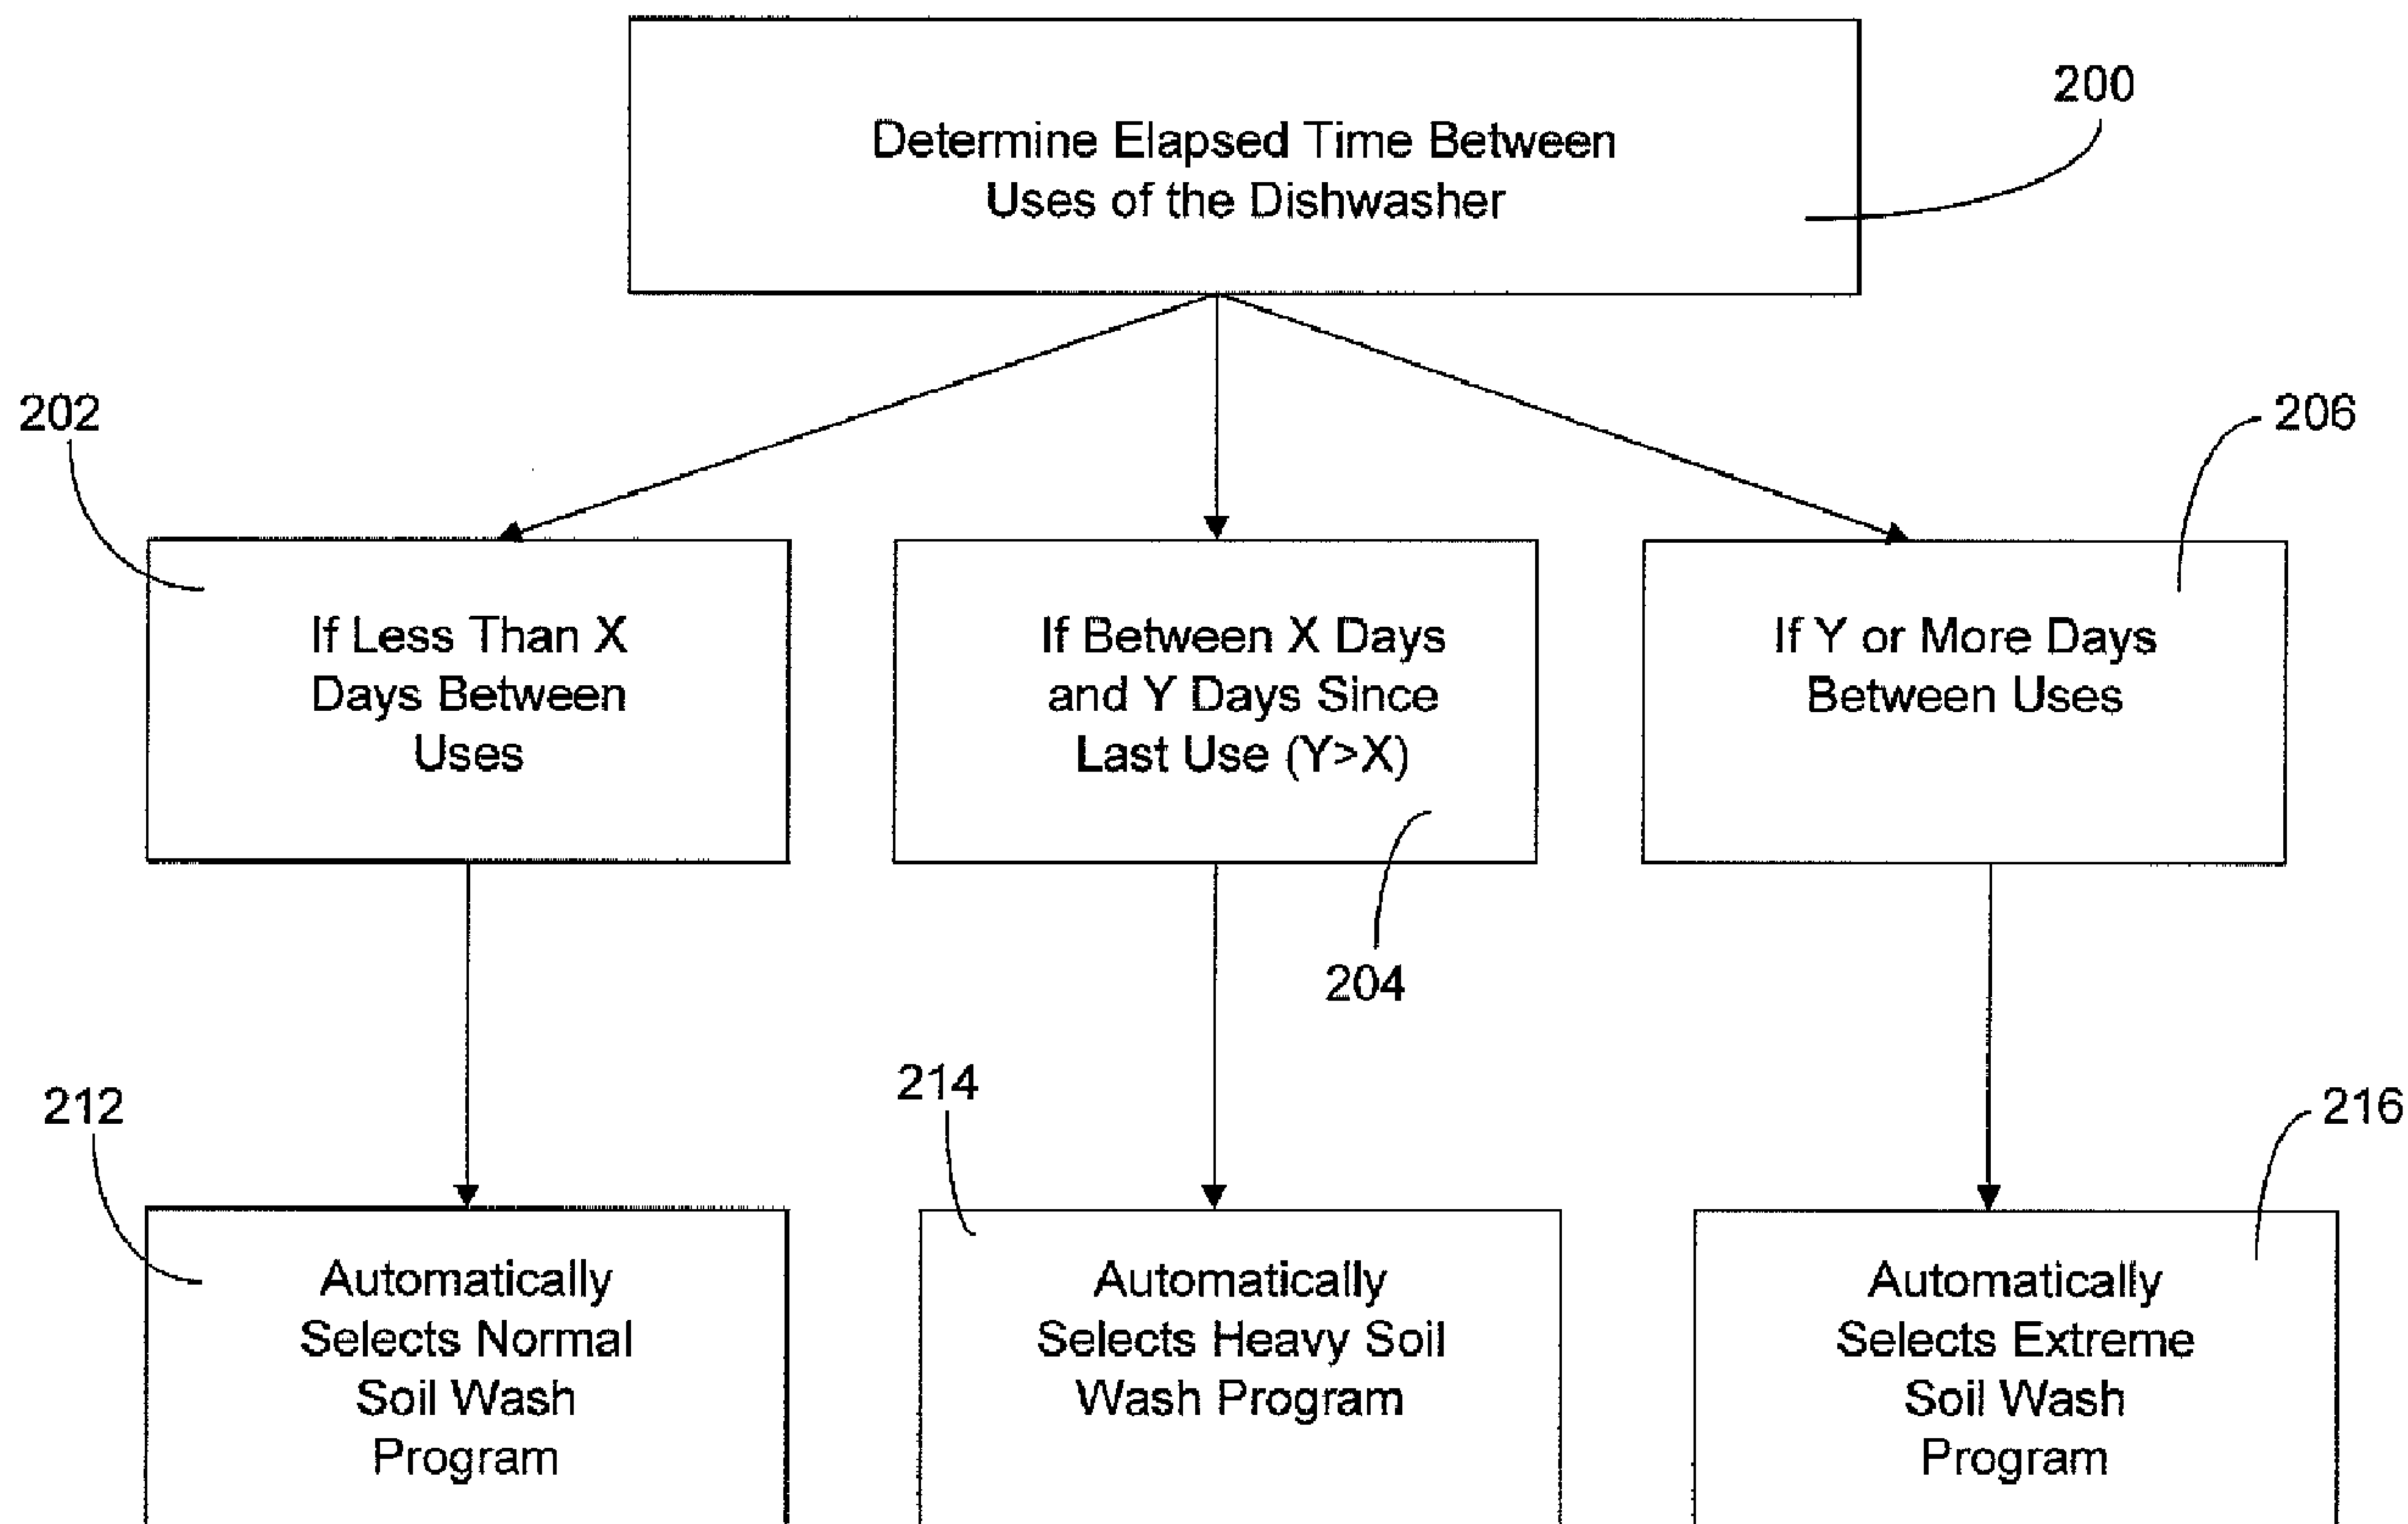 200
Determine Elapsed Time Between
Uses of the Dishwasher
202
206
If Less Than X
Days Between
Uses
If Between X Days
and Y Days Since
Last Use (Y>X)
If Y or More Days
Between Uses
204
212
214
216
Automatically
Selects Normal
Soil Wash
Program
Automatically
Selects Heavy Soil
Wash Program
Automatically
Selects Extreme
Soil Wash
Program